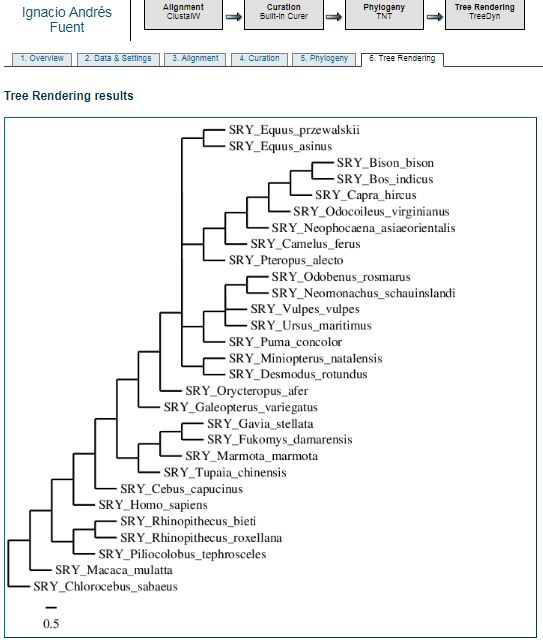 Ignacio Andrés
Fuent
Alignment
ClustalW
Curation
Built-in Curer
Phylogeny
TNT
Tree Rendering
TreeDyn
1. Overview
2. Data & Settings
3. Alignment
4. Curation
5. Phylogeny
6. Tree Rendering
Tree Rendering results
SRY_Equus_przewalskii
SRY_Equus_asinus
SRY_Bison_bison
SRY_Bos_indicus
SRY_Capra_hircus
SRY_Odocoileus_virginianus
SRY_Neophocaena_asiaeorientalis
SRY_Camelus_ferus
SRY_Pteropus_alecto
SRY_Odobenus_rosmarus
SRY_Neomonachus_schauinslandi
SRY_Vulpes_vulpes
SRY_Ursus_maritimus
SRY_Puma_concolor
SRY_Miniopterus_natalensis
SRY_Desmodus_rotundus
SRY_Orycteropus_afer
SRY_Galeopterus_variegatus
SRY_Gavia_stellata
SRY_Fukomys_damarensis
SRY_Marmota_marmota
SRY_Tupaia_chinensis
SRY_Cebus_capucinus
SRY_Homo_sapiens
SRY_Rhinopithecus_bieti
SRY_Rhinopithecus_roxellana
SRY_Piliocolobus_tephrosceles
SRY_Macaca_mulatta
SRY_Chlorocebus_sabaeus
0.5